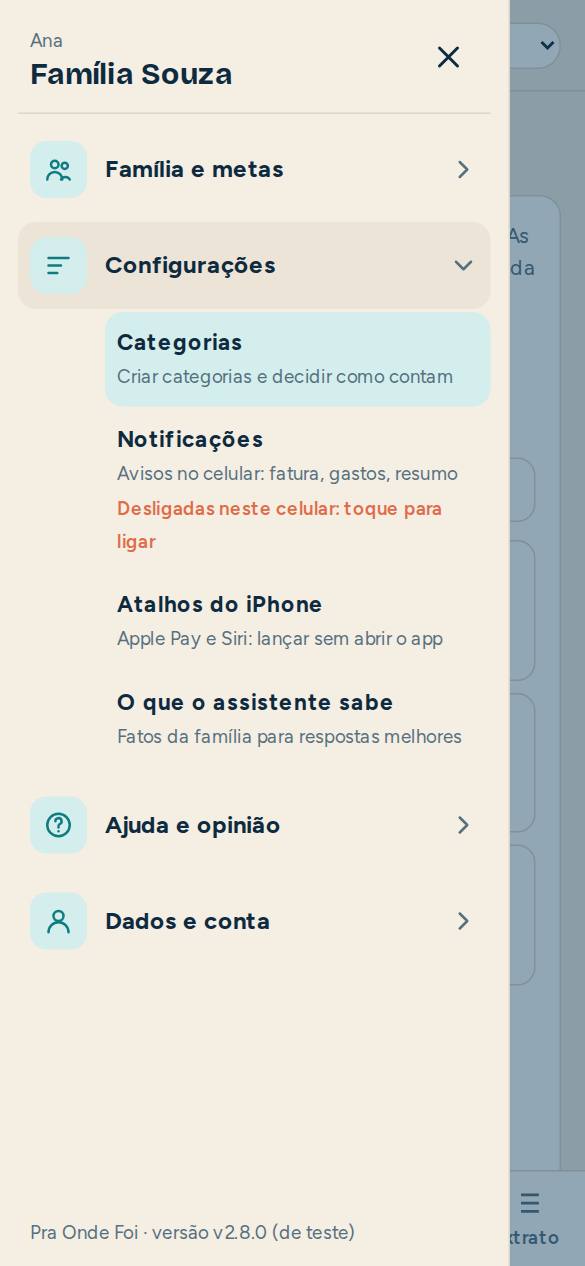 Ana
Família Souza
Família e metas
Configurações
Categorias
Criar categorias e decidir como contam
Notificações
Avisos no celular: fatura, gastos, resumo
Desligadas neste celular: toque para
ligar
Atalhos do iPhone
Apple Pay e Siri: lançar sem abrir o app
O que o assistente sabe
Fatos da família para respostas melhores
Ajuda e opinião
Dados e conta
Pra Onde Foi · versão v2.8.0 (de teste)
As
da